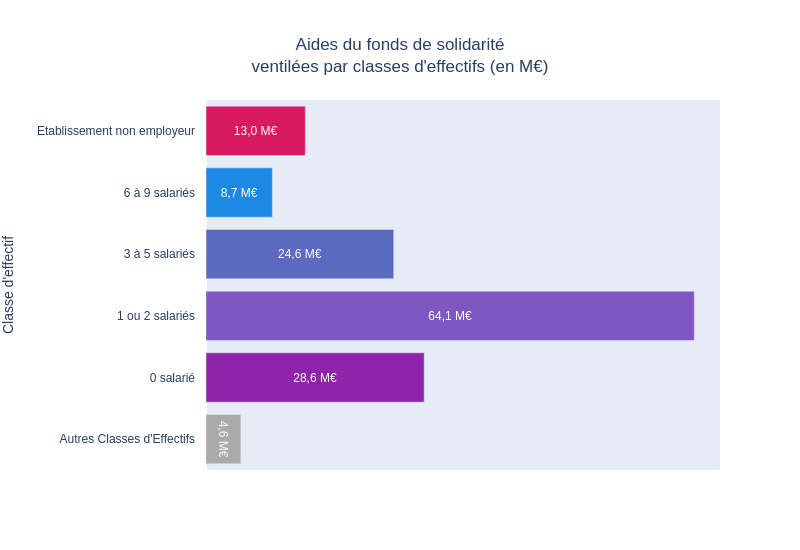 Aides du fonds de solidarité
ventilées par classes d'effectifs (en M€)
Classe d'effectif
Etablissement non employeur
13,0 M€
6 à 9 salariés
8,7 M€
3 à 5 salariés
24,6 M€
1 ou 2 salariés
64,1 M€
0 salarié
28,6 M€
Autres Classes d'Effectifs
4,6 M€